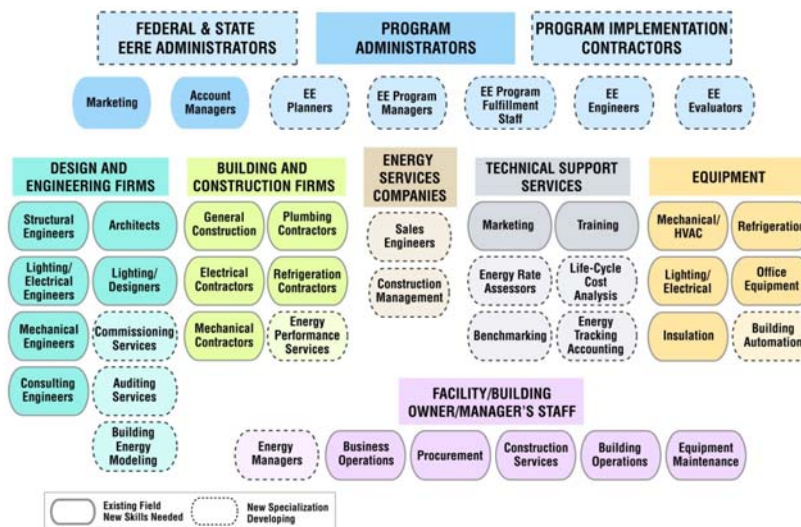 FEDERAL & STATE
EERE ADMINISTRATORS
PROGRAM
ADMINISTRATORS
PROGRAM IMPLEMENTATION
CONTRACTORS
Marketing
Account
Managers
EE
Planners
EE Program
Managers
EE Program
Fulfillment
Staff
EE
Engineers
EE
Evaluators
DESIGN AND
ENGINEERING FIRMS
Structural
Engineers
Architects
Lighting/
Electrical
Engineers
Lighting/
Designers
Mechanical
Engineers
Commissioning
Services
Consulting
Engineers
Auditing
Services
Building
Energy
Modeling
BUILDING AND
CONSTRUCTION FIRMS
General
Construction
Plumbing
Contractors
Electrical
Contractors
Refrigeration
Contractors
Mechanical
Contractors
Energy
Performance
Services
ENERGY
SERVICES
COMPANIES
Sales
Engineers
Construction
Management
TECHNICAL SUPPORT
SERVICES
Marketing
Training
Energy Rate
Assessors
Life-Cycle
Cost
Analysis
Benchmarking
Energy
Tracking
Accounting
EQUIPMENT
Mechanical/
HVAC
Refrigeration
Lighting/
Electrical
Office
Equipment
Insulation
Building
Automation
FACILITY/BUILDING
OWNER/MANAGER'S STAFF
Energy
Managers
Business
Operations
Procurement
Construction
Services
Building
Operations
Equipment
Maintenance
Existing Field
New Skills Needed
New Specialization
Developing